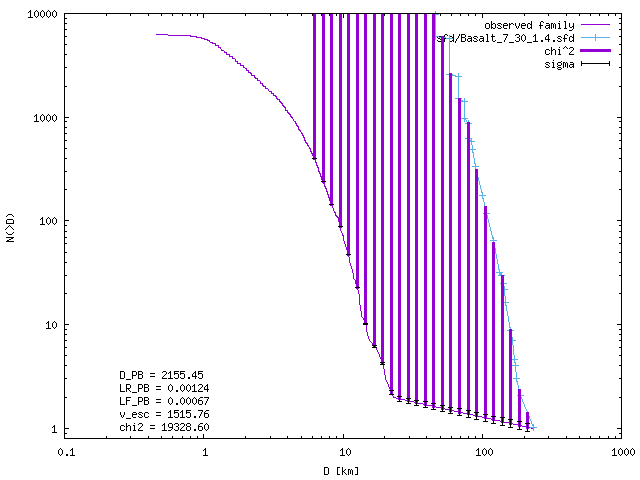 10000
1000
100
10
1
N(>D)
observed family
sfd/Basalt_7_30_1.4.sfd
chi^2
sigma
D_PB = 2155.45
LR_PB = 0.00124
LF_PB = 0.00067
v_esc = 1515.76
chi2 = 19328.60
0.1 1 10 100 1000
D [km]